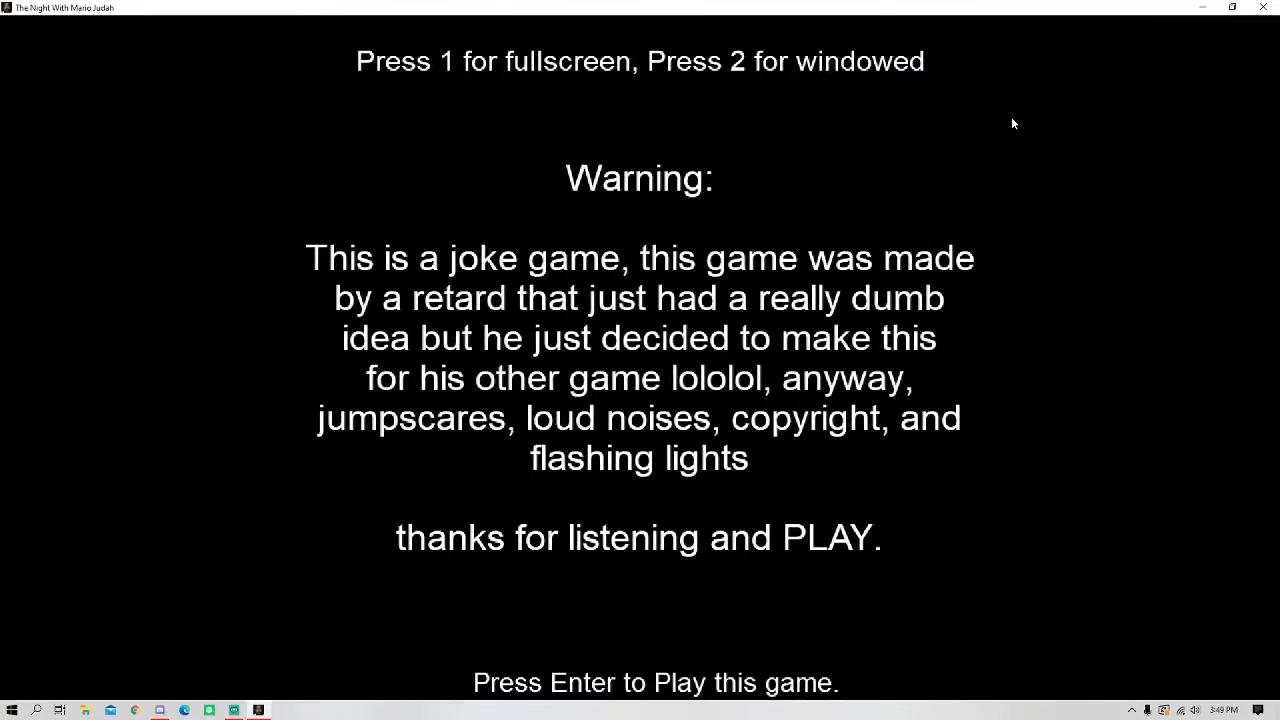 The Night With Mario Judah
Press 1 for fullscreen, Press 2 for windowed
Warning:
This is a joke game, this game was made
by a retard that just had a really dumb
idea but he just decided to make this
for his other game lololol, anyway,
jumpscares, loud noises, copyright, and
flashing lights
thanks for listening and PLAY.
Press Enter to Play this game.
3:49 PM